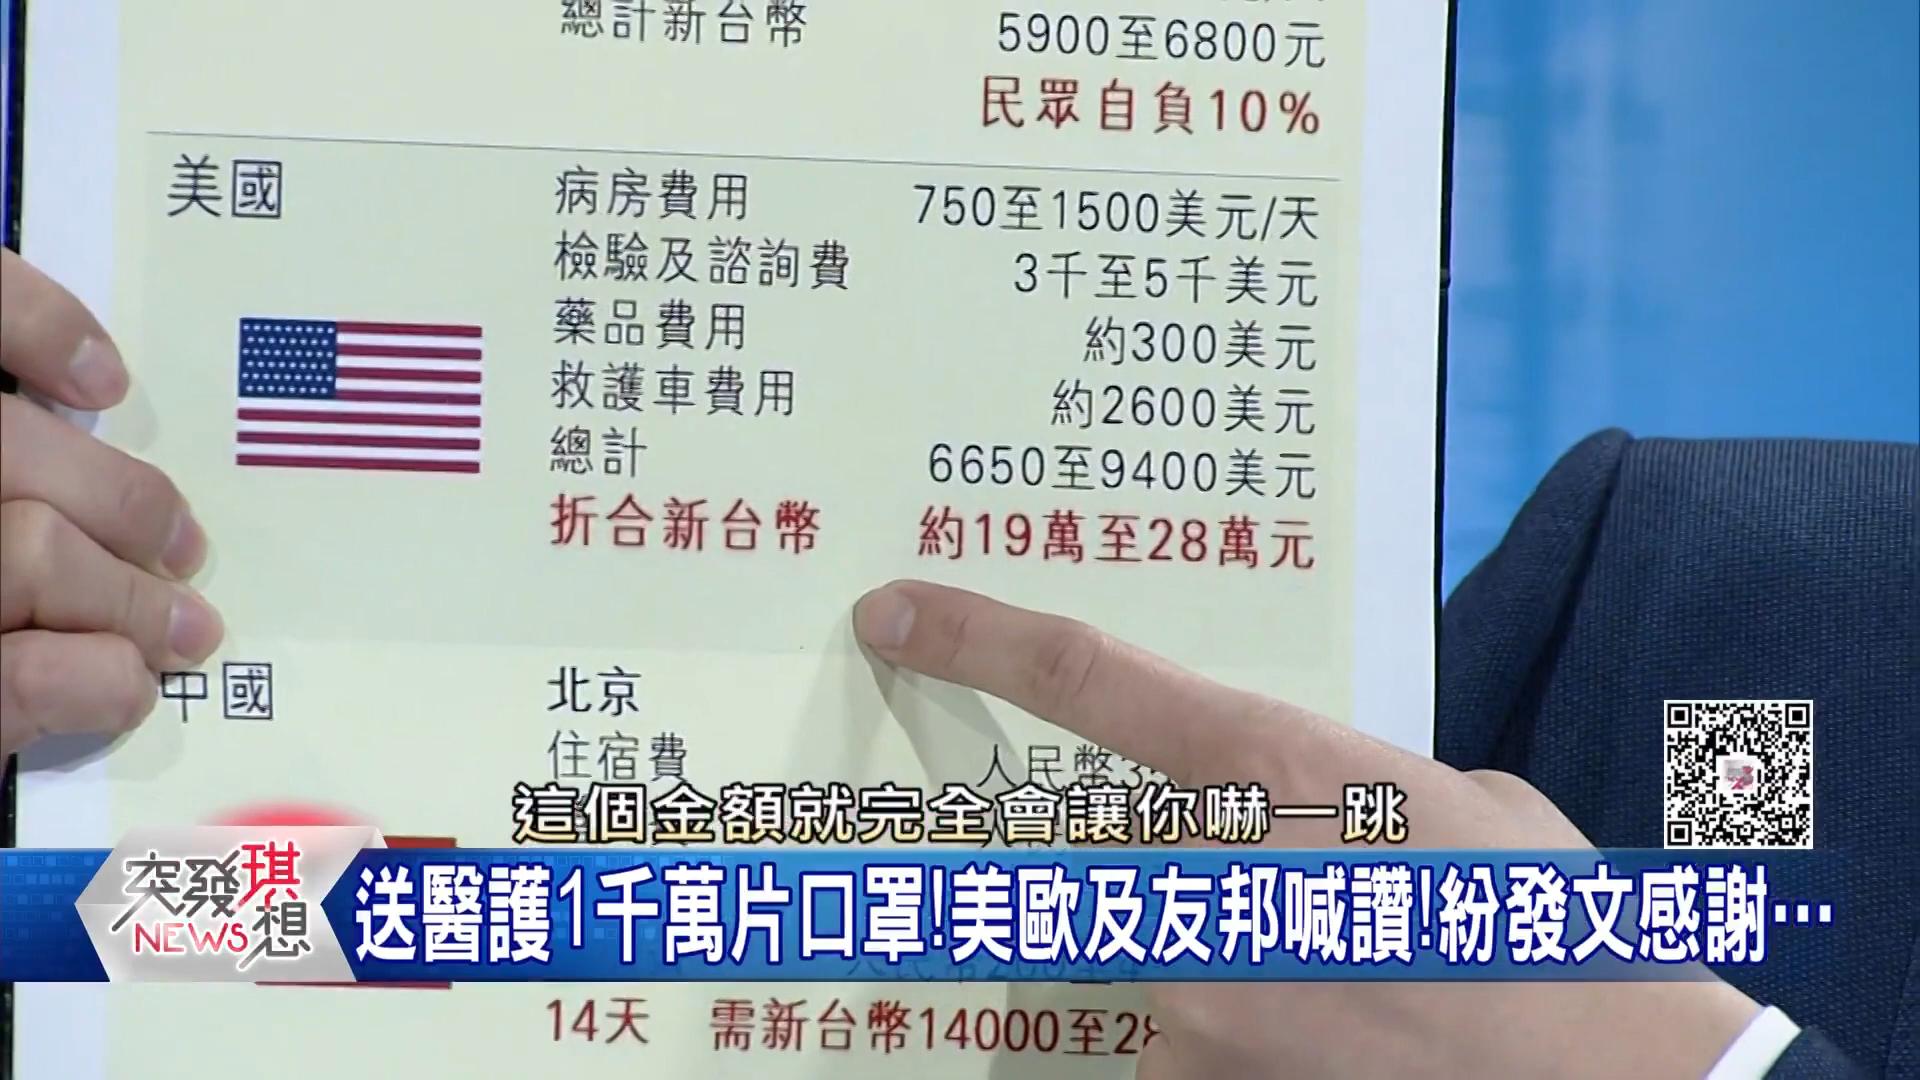 總計新台幣 5900至6800元
民眾自負10%
美國
病房費用 750至1500美元/天
檢驗及諮詢費 3千至5千美元
藥品費用 約300美元
救護車費用 約2600美元
總計 6650至9400美元
折合新台幣 約19萬至28萬元
中國
北京
住宿費 人民幣3
這個金額就完全會讓你嚇一跳
突發琪想
NEWS
送醫護1千萬片口罩!美歐及友邦喊讚!紛發文感謝…
14天 需新台幣14000至2